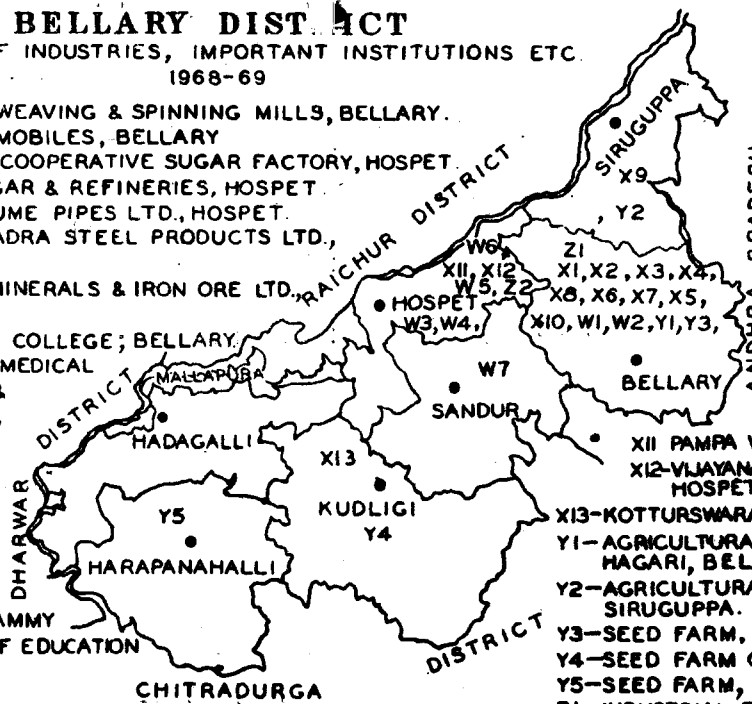 BELLARY DIST
INDUSTRIES, IMPORTANT INSTITUTIONS ETC
1968-69
WEAVING & SPINNING MILLS, BELLARY.
MOBILES, BELLARY
COOPERATIVE SUGAR FACTORY, HOSPET.
GAR & REFINERIES, HOSPET
UME PIPES LTD., HOSPET.
ADRA STEEL PRODUCTS LTD.,
MINERALS & IRON ORE LTD.,
COLLEGE; BELLARY.
MEDICAL
RAICHUR DISTRICT
SIRUGUPPA
X9
, Y2
W6
Z1
X11, X12
X1, X2, X3, X4,
W5, Z2
X8, X6, X7, X5,
HOSPET
W3, W4,
X10, W1, W2, Y1, Y3,
BELLARY
W7
SANDUR
MALLAPURA
DHARWAR DISTRICT
HADAGALLI
X13
KUDLIGI
Y4
Y5
HARAPANAHALLI
CHITRADURGA DISTRICT
AMMY
F EDUCATION
X11 PAMPA
X12-VIJAYAN
HOSPET
X13-KOTTURSWARA
Y1-AGRICULTURA
HAGARI, BEL
Y2-AGRICULTURA
SIRUGUPPA.
Y3-SEED FARM,
Y4-SEED FARM
Y5-SEED FARM,